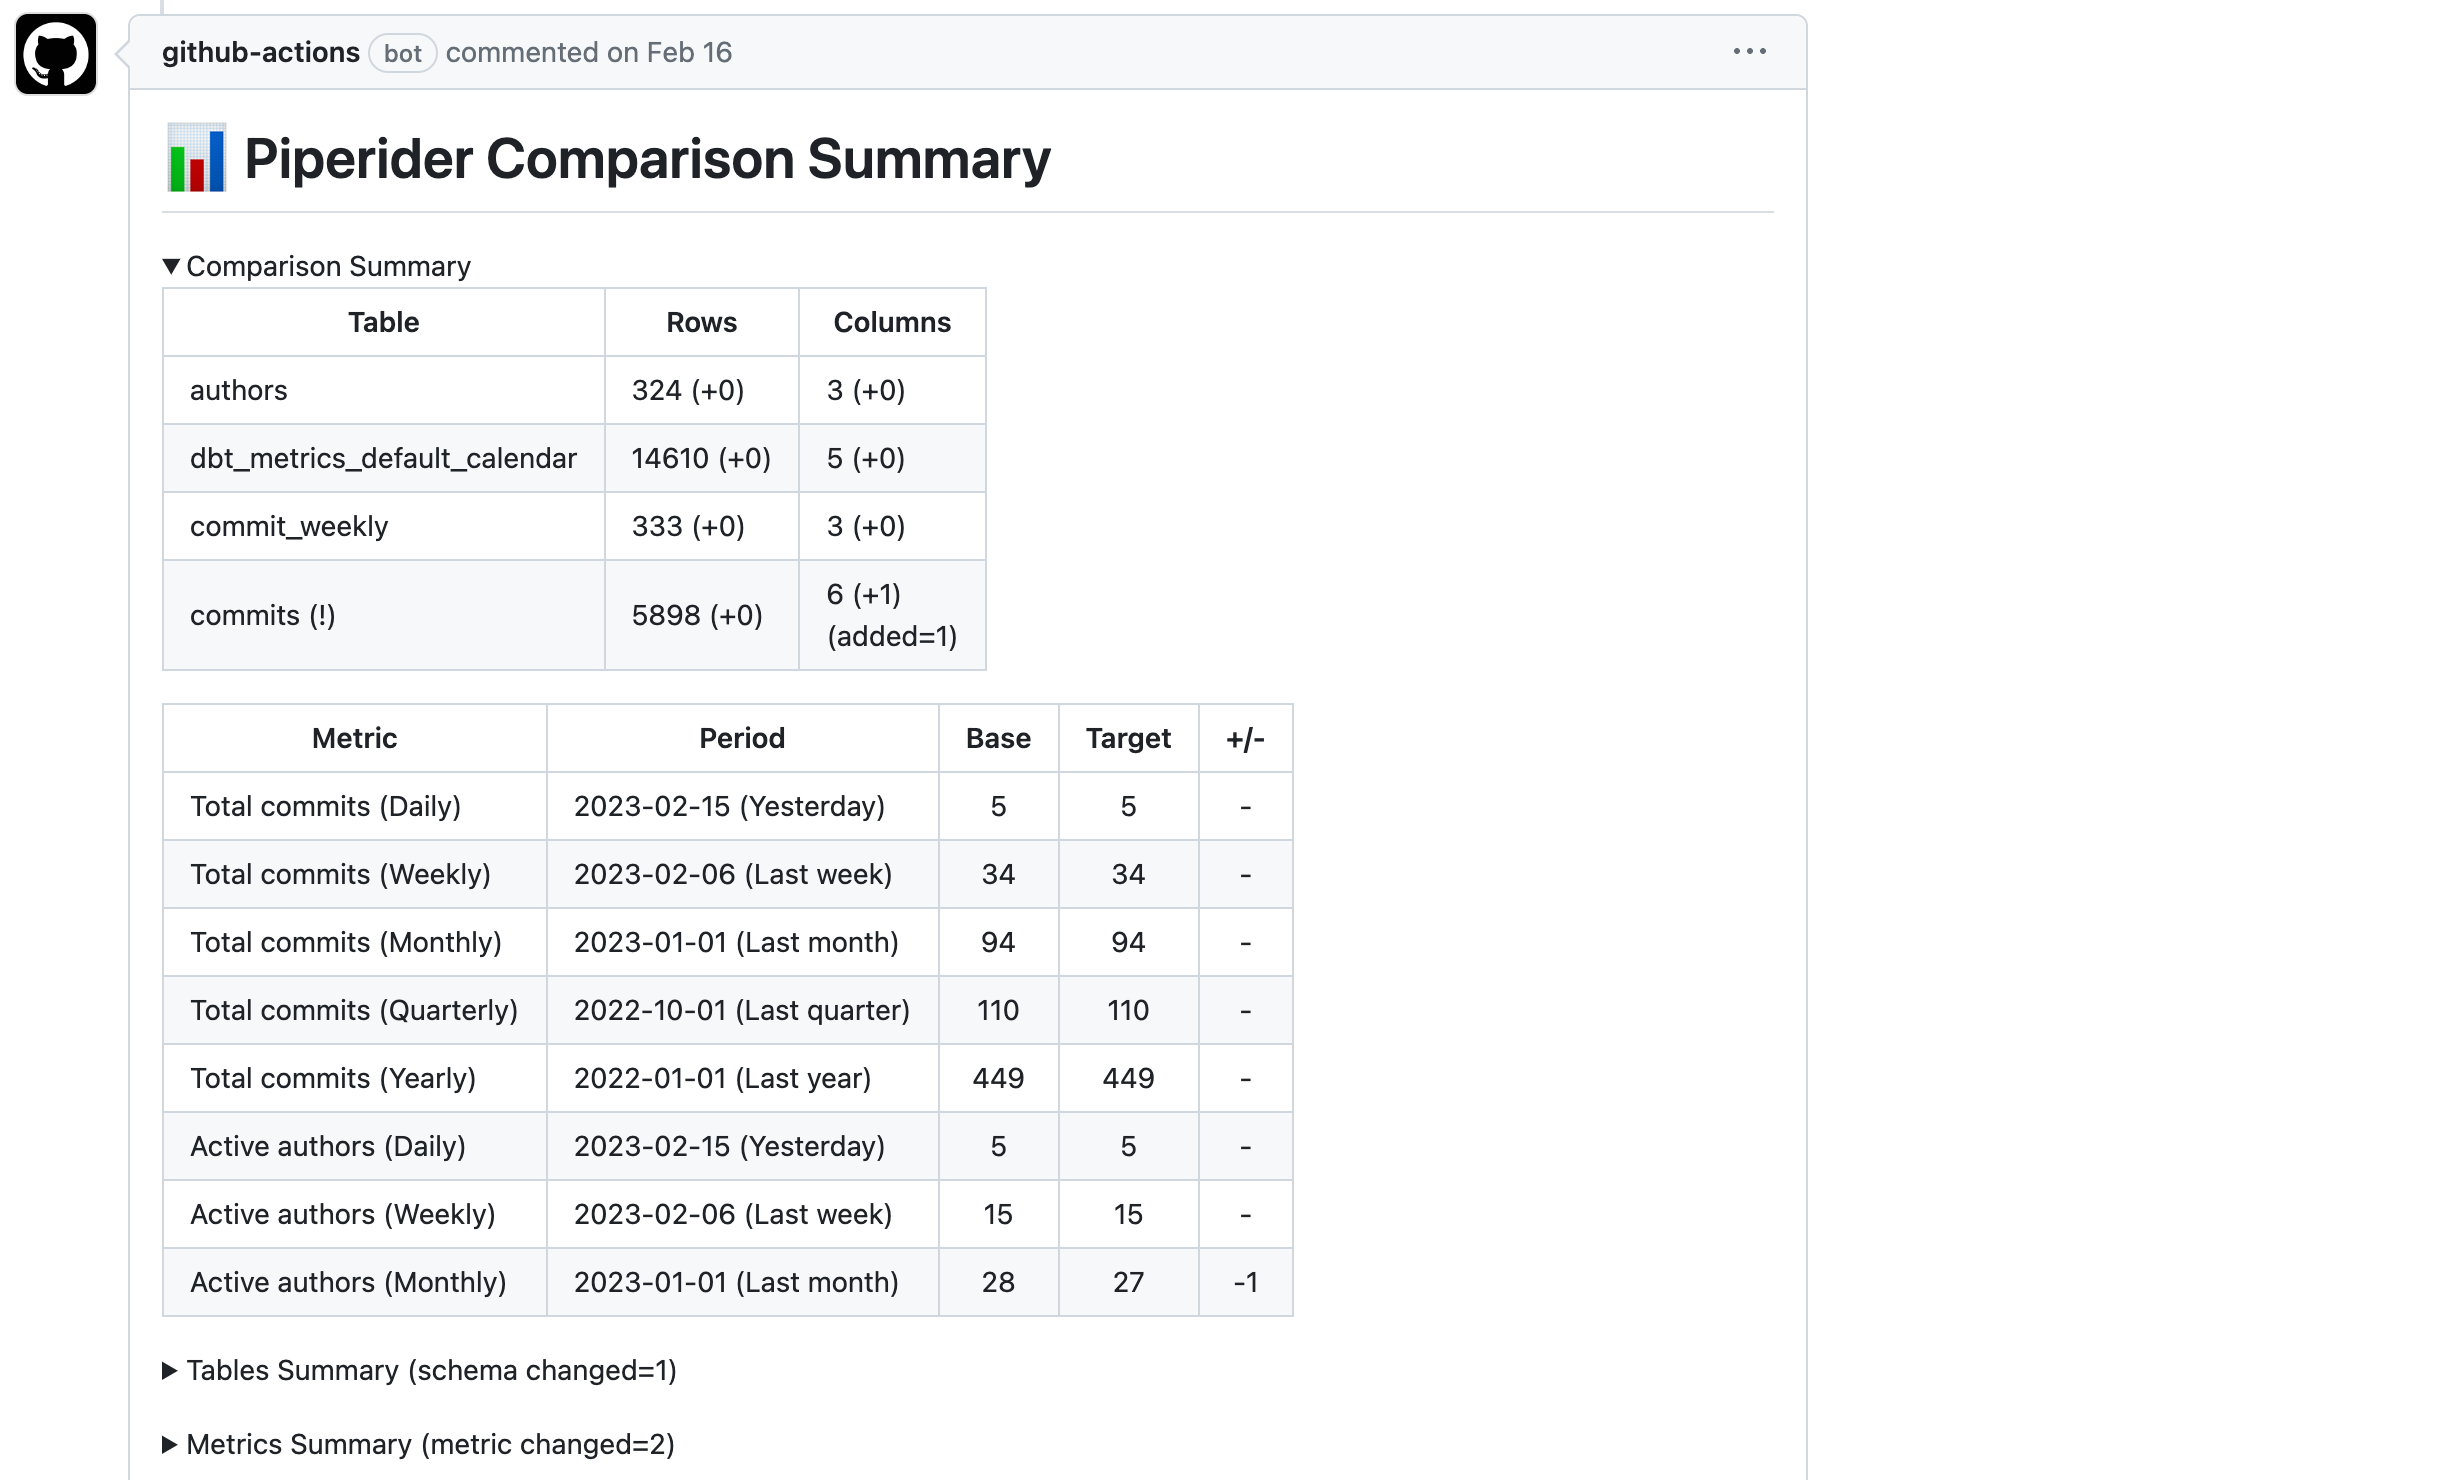 github-actions bot commented on Feb 16
Piperider Comparison Summary
Comparison Summary
Table Rows Columns
authors 324 (+0) 3 (+0)
dbt_metrics_default_calendar 14610 (+0) 5 (+0)
commit_weekly 333 (+0) 3 (+0)
commits (!) 5898 (+0) 6 (+1)
(added=1)
Metric Period Base Target +/-
Total commits (Daily) 2023-02-15 (Yesterday) 5 5 -
Total commits (Weekly) 2023-02-06 (Last week) 34 34 -
Total commits (Monthly) 2023-01-01 (Last month) 94 94 -
Total commits (Quarterly) 2022-10-01 (Last quarter) 110 110 -
Total commits (Yearly) 2022-01-01 (Last year) 449 449 -
Active authors (Daily) 2023-02-15 (Yesterday) 5 5 -
Active authors (Weekly) 2023-02-06 (Last week) 15 15 -
Active authors (Monthly) 2023-01-01 (Last month) 28 27 -1
Tables Summary (schema changed=1)
Metrics Summary (metric changed=2)